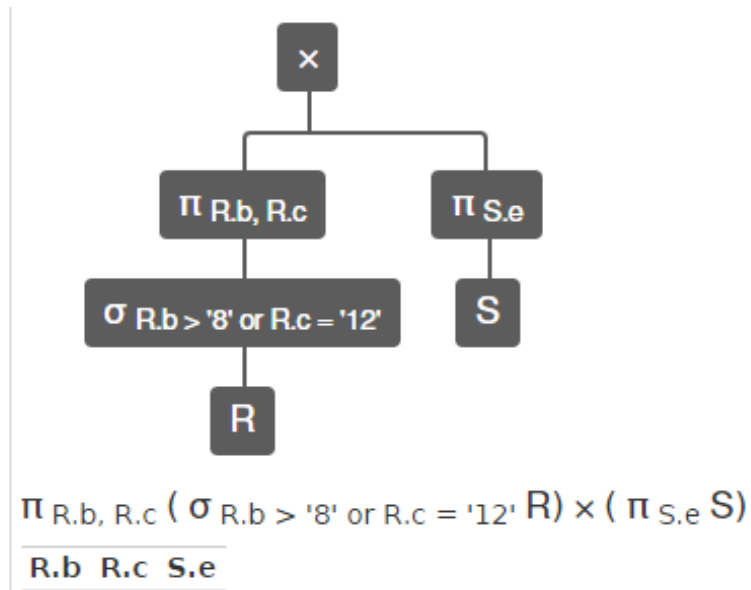 ×
π R.b, R.c
π S.e
σ R.b > '8' or R.c = '12'
S
R
π R.b, R.c ( σ R.b > '8' or R.c = '12' R) × ( π S.e S)
R.b R.c S.e